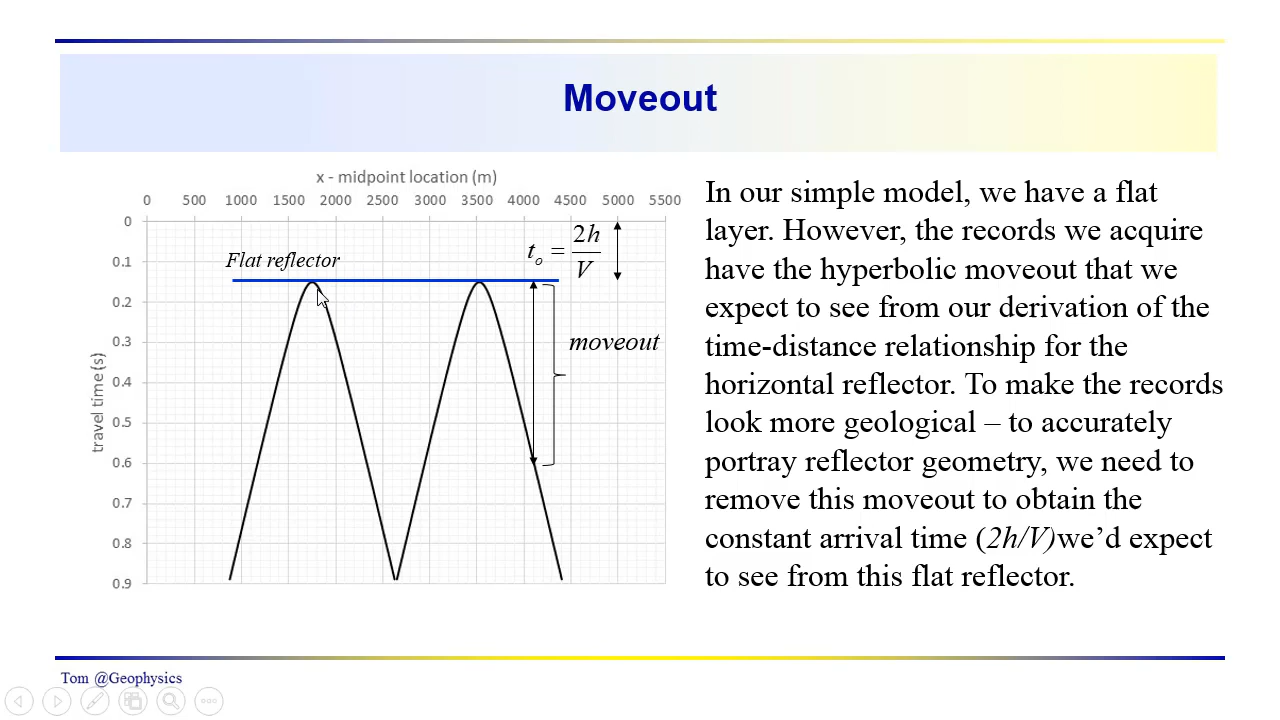 Moveout
x - midpoint location (m)
0 500 1000 1500 2000 2500 3000 3500 4000 4500 5000 5500
0
0.1
0.2
0.3
0.4
0.5
0.6
0.7
0.8
0.9
travel time (s)
Flat reflector
t_o = 2h/V
moveout
In our simple model, we have a flat
layer. However, the records we acquire
have the hyperbolic moveout that we
expect to see from our derivation of the
time-distance relationship for the
horizontal reflector. To make the records
look more geological – to accurately
portray reflector geometry, we need to
remove this moveout to obtain the
constant arrival time (2h/V)we’d expect
to see from this flat reflector.
Tom @Geophysics